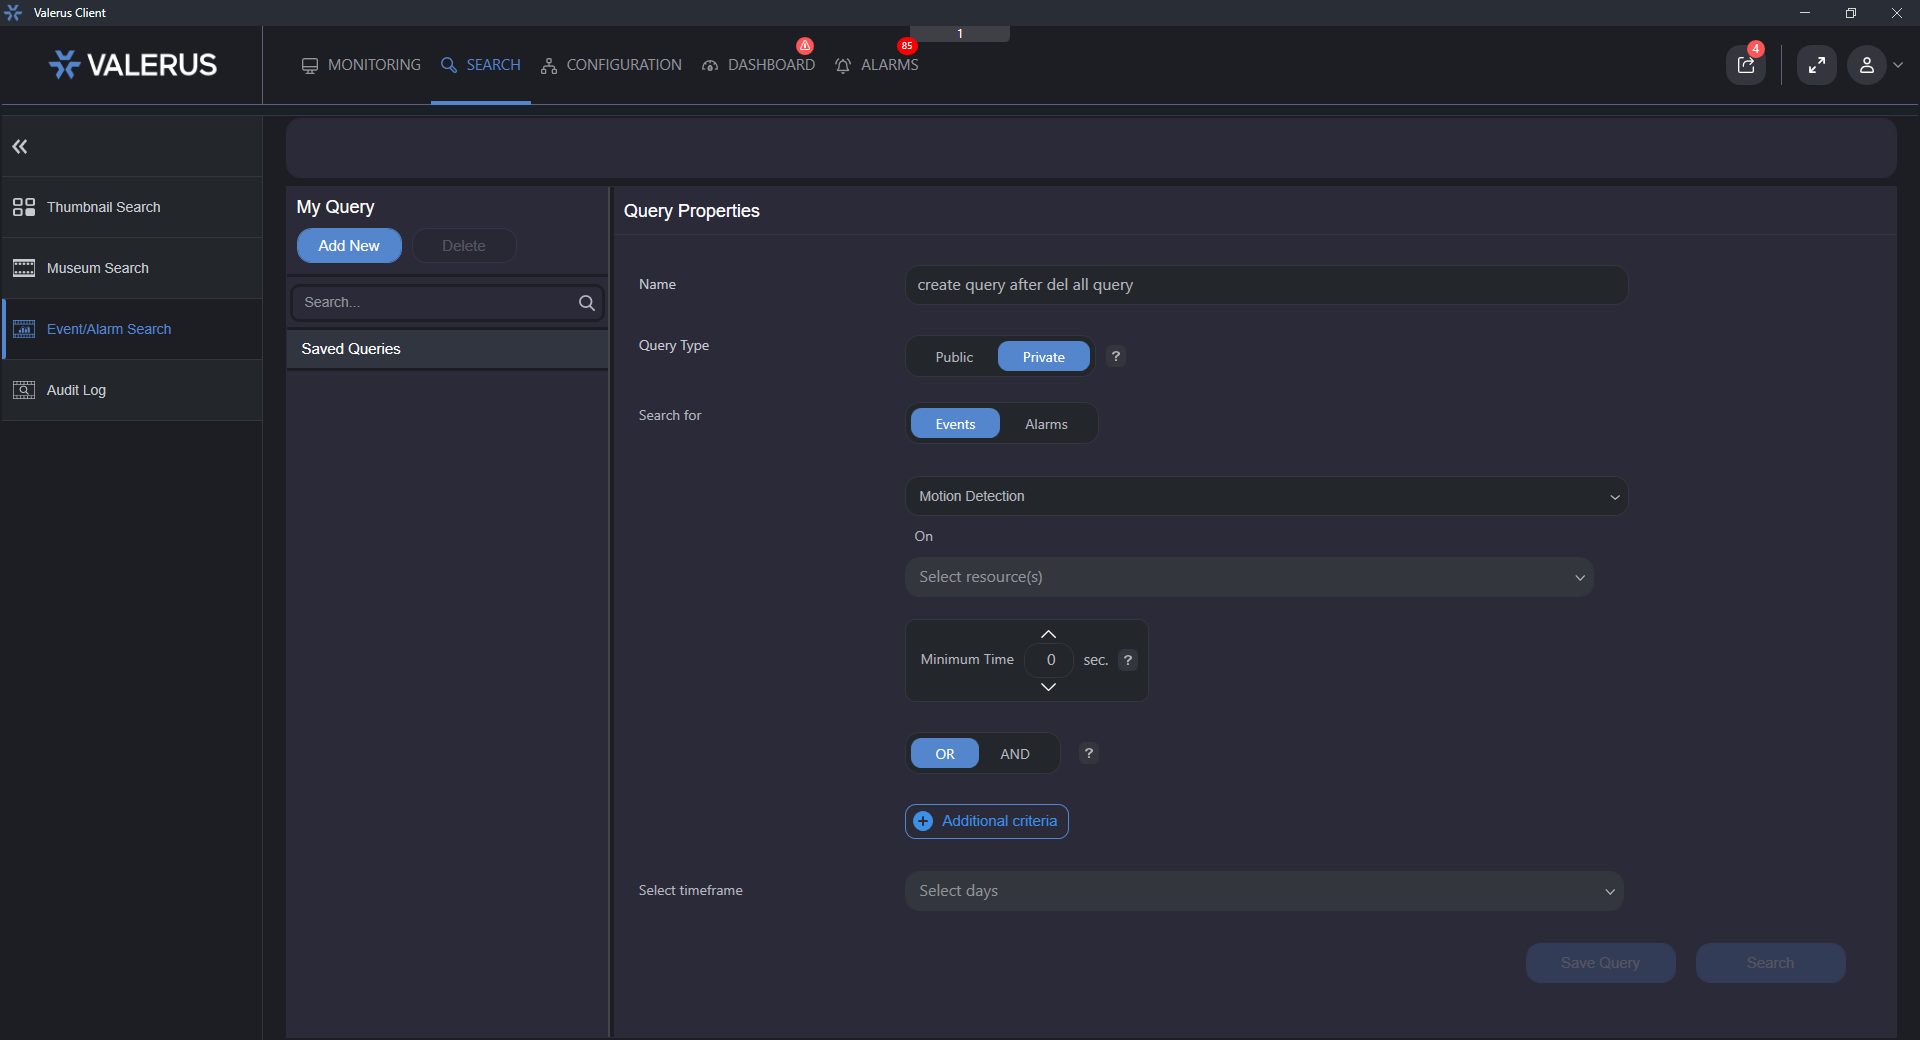 Valerus Client
1
VALERUS
MONITORING
SEARCH
CONFIGURATION
DASHBOARD
85
ALARMS
4
Thumbnail Search
Museum Search
Event/Alarm Search
Audit Log
My Query
Add New
Delete
Search...
Saved Queries
Query Properties
Name
create query after del all query
Query Type
Public
Private
?
Search for
Events
Alarms
Motion Detection
On
Select resource(s)
Minimum Time
0
sec.
?
OR
AND
?
Additional criteria
Select timeframe
Select days
Save Query
Search